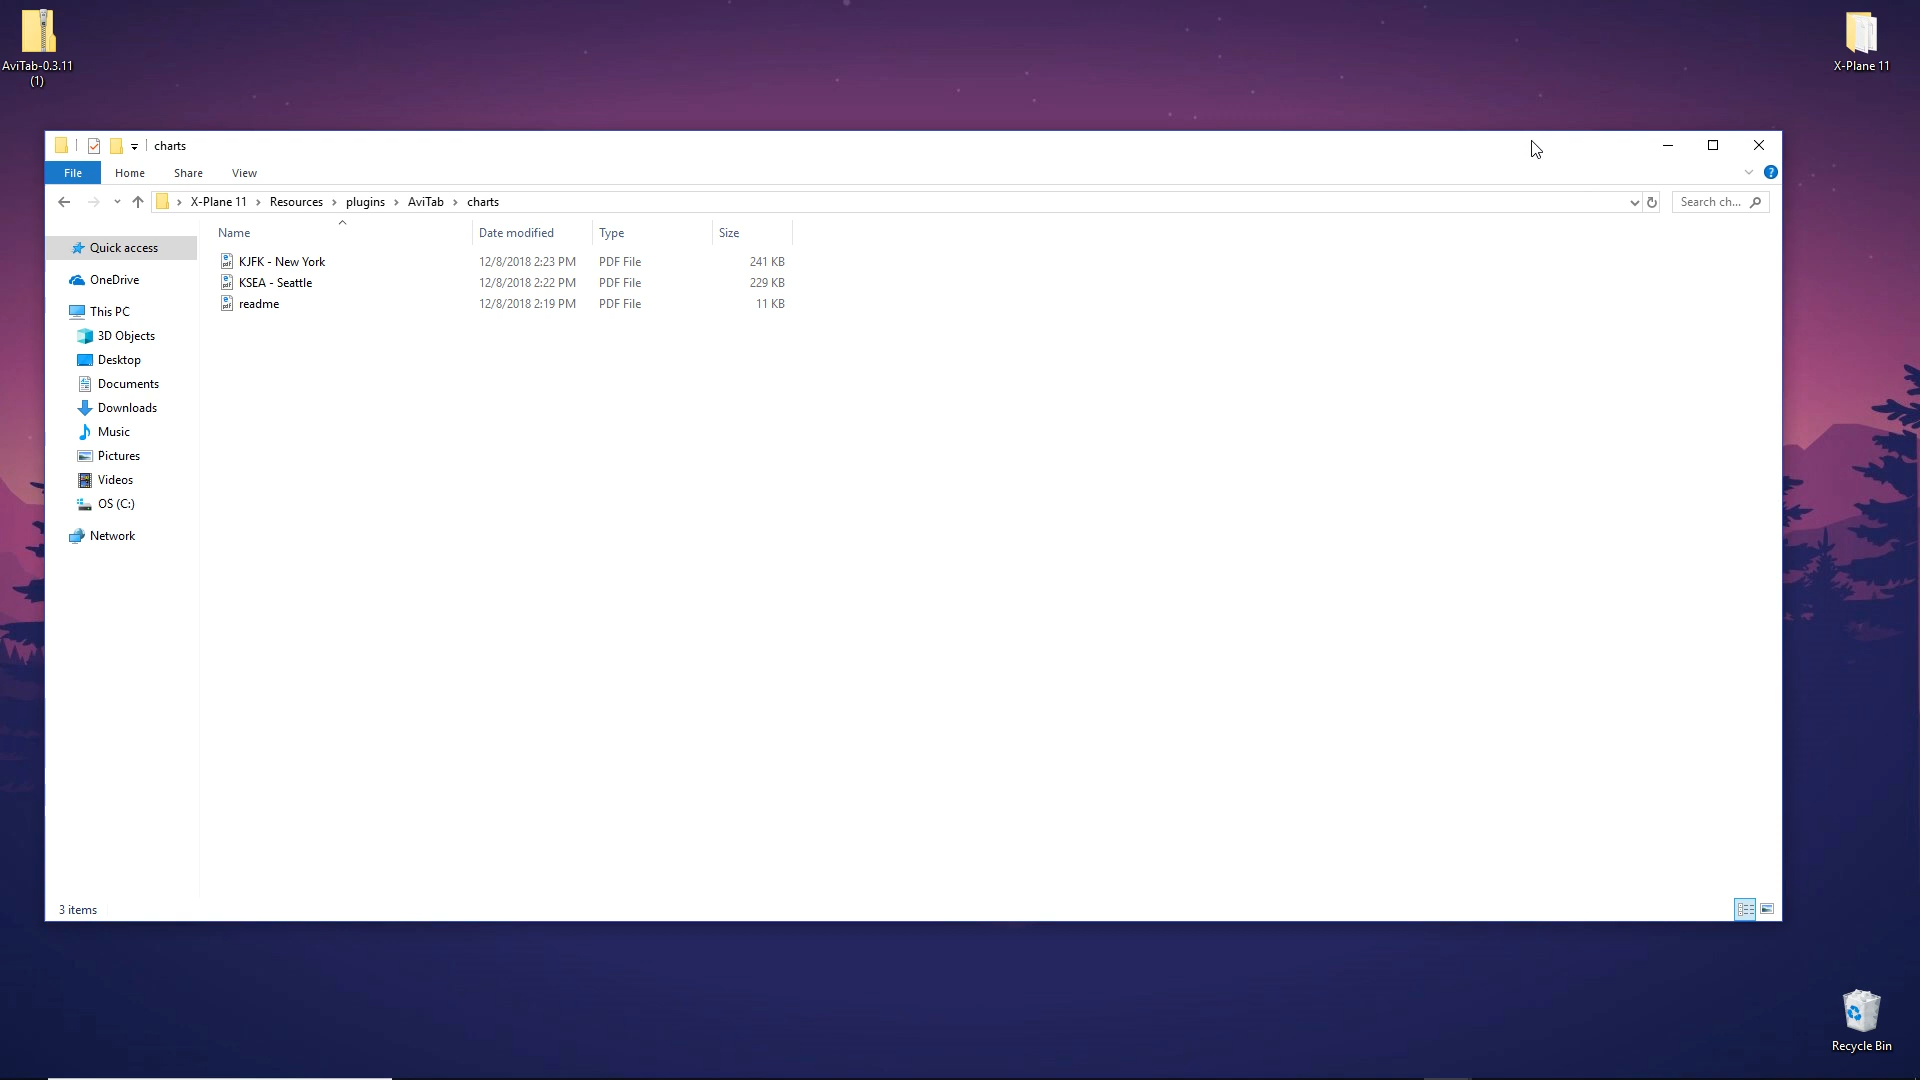 AviTab-0.3.11
(1)
X-Plane 11
charts
File Home Share View
X-Plane 11 Resources plugins AviTab charts
Search ch...
Name Date modified Type Size
KJFK - New York 12/8/2018 2:23 PM PDF File 241 KB
KSEA - Seattle 12/8/2018 2:22 PM PDF File 229 KB
readme 12/8/2018 2:19 PM PDF File 11 KB
Quick access
OneDrive
This PC
3D Objects
Desktop
Documents
Downloads
Music
Pictures
Videos
OS (C:)
Network
3 items
Recycle Bin